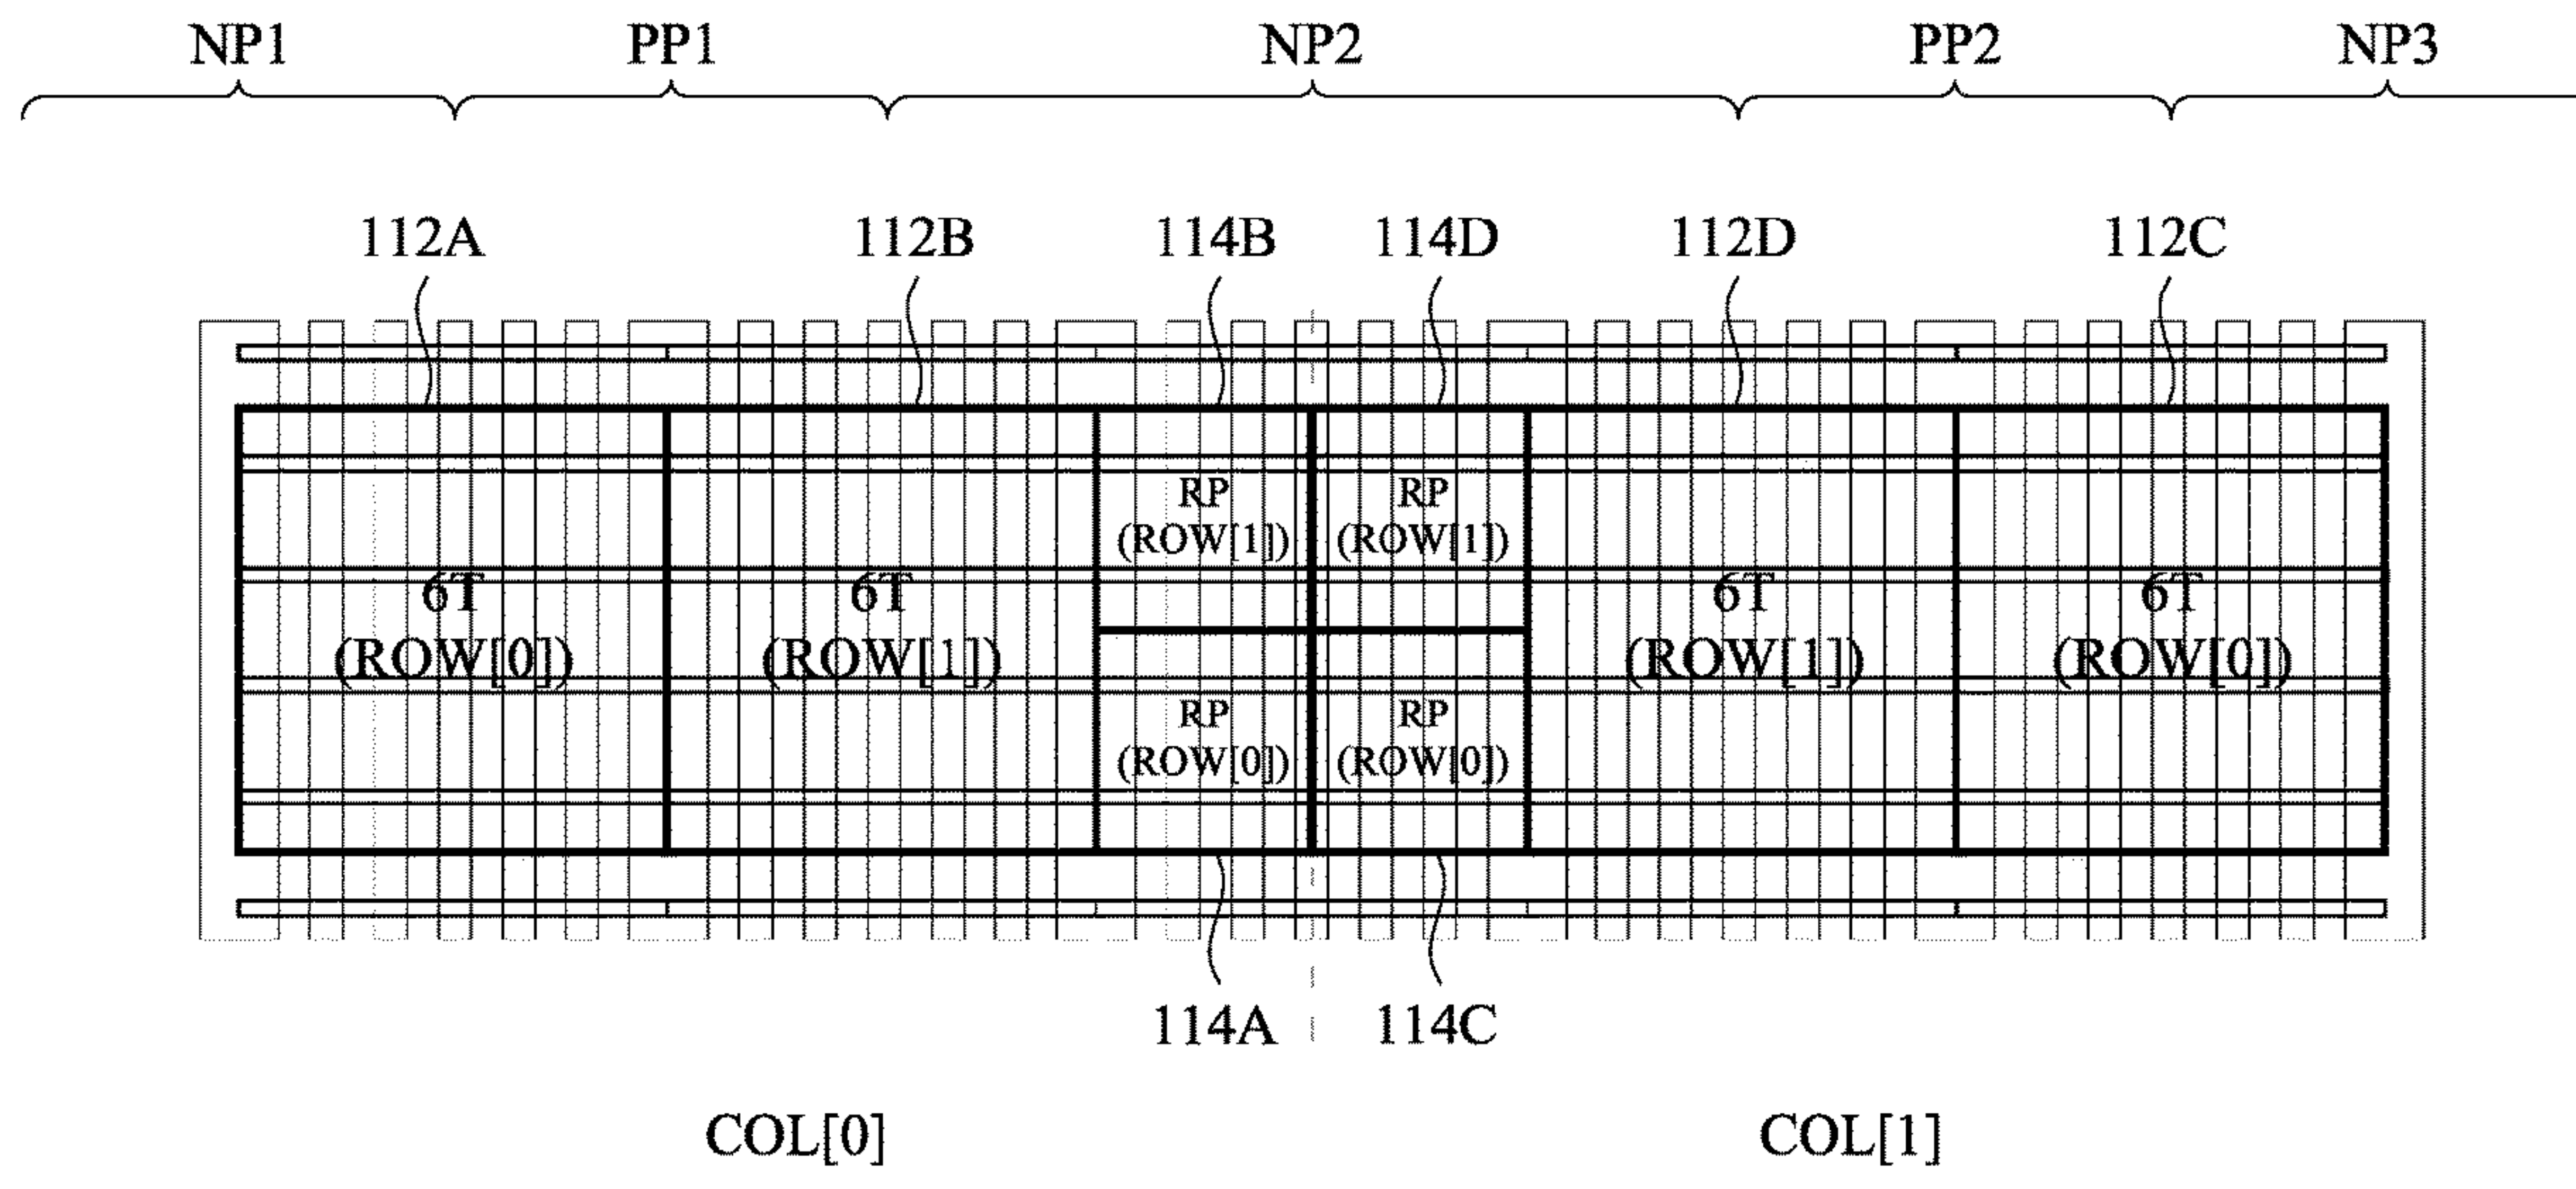 NP1 PP1 NP2 PP2 NP3
112A 112B 114B 114D 112D 112C
RP RP
(ROW[1]) (ROW[1])
6T 6T 6T 6T
(ROW[0]) (ROW[1]) (ROW[1]) (ROW[0])
RP RP
(ROW[0]) (ROW[0])
114A 114C
COL[0] COL[1]